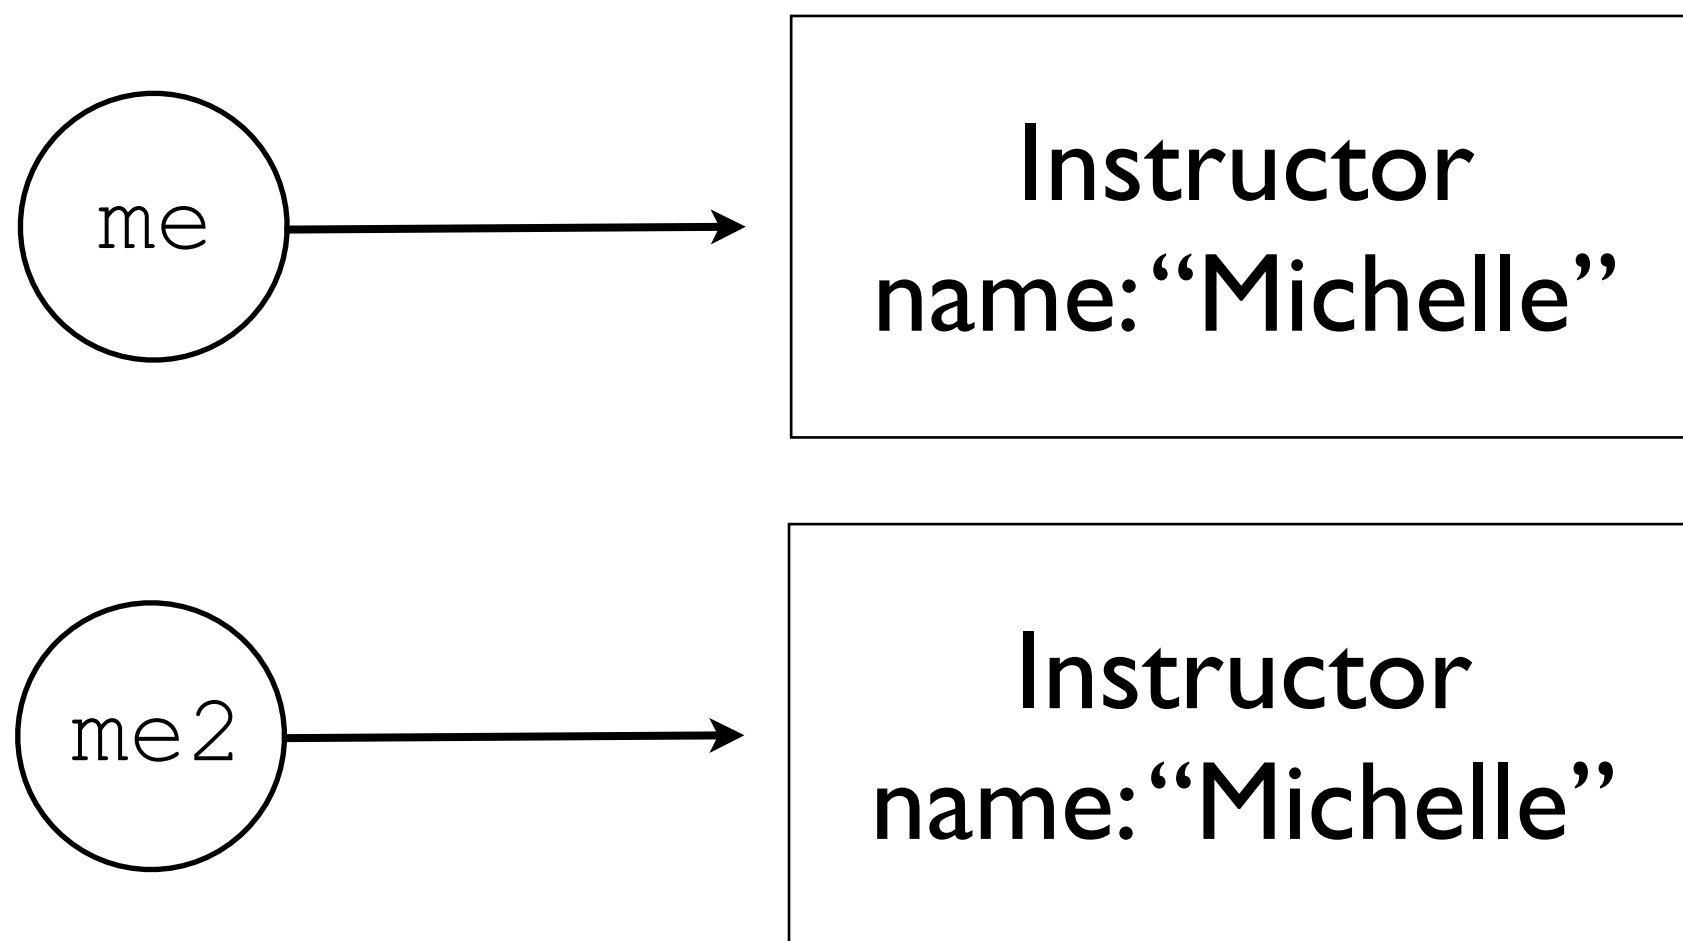 me
Instructor
name: “Michelle”
me2
Instructor
name: “Michelle”